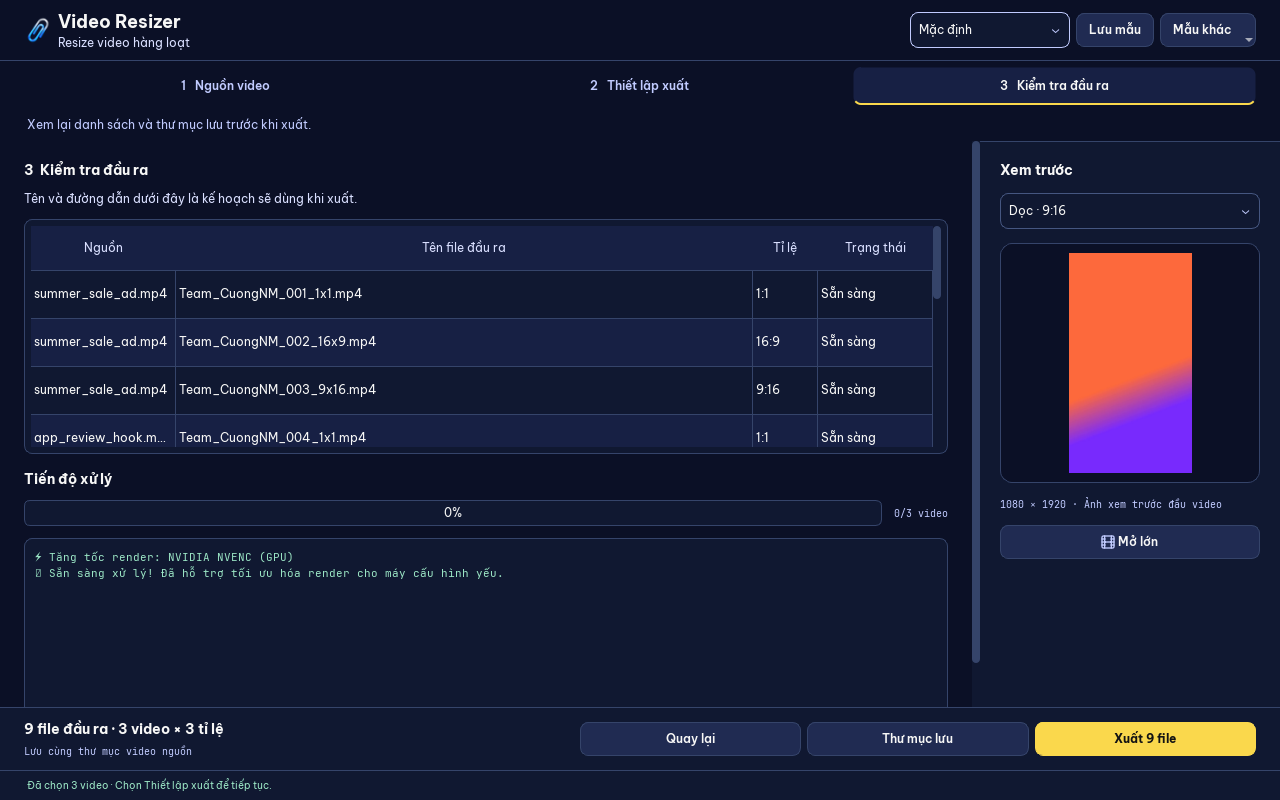 Video Resizer
Resize video hàng loạt
Mặc định
Lưu mẫu
Mẫu khác
1 Nguồn video
2 Thiết lập xuất
3 Kiểm tra đầu ra
Xem lại danh sách và thư mục lưu trước khi xuất.
3 Kiểm tra đầu ra
Tên và đường dẫn dưới đây là kế hoạch sẽ dùng khi xuất.
Nguồn Tên file đầu ra Tỉ lệ Trạng thái
summer_sale_ad.mp4 Team_CuongNM_001_1x1.mp4 1:1 Sẵn sàng
summer_sale_ad.mp4 Team_CuongNM_002_16x9.mp4 16:9 Sẵn sàng
summer_sale_ad.mp4 Team_CuongNM_003_9x16.mp4 9:16 Sẵn sàng
app_review_hook.m... Team_CuongNM_004_1x1.mp4 1:1 Sẵn sàng
Tiến độ xử lý
0%
0/3 video
⚡ Tăng tốc render: NVIDIA NVENC (GPU)
Sẵn sàng xử lý! Đã hỗ trợ tối ưu hóa render cho máy cấu hình yếu.
Xem trước
Dọc · 9:16
1080 × 1920 · Ảnh xem trước đầu video
Mở lớn
9 file đầu ra · 3 video × 3 tỉ lệ
Lưu cùng thư mục video nguồn
Quay lại
Thư mục lưu
Xuất 9 file
Đã chọn 3 video · Chọn Thiết lập xuất để tiếp tục.